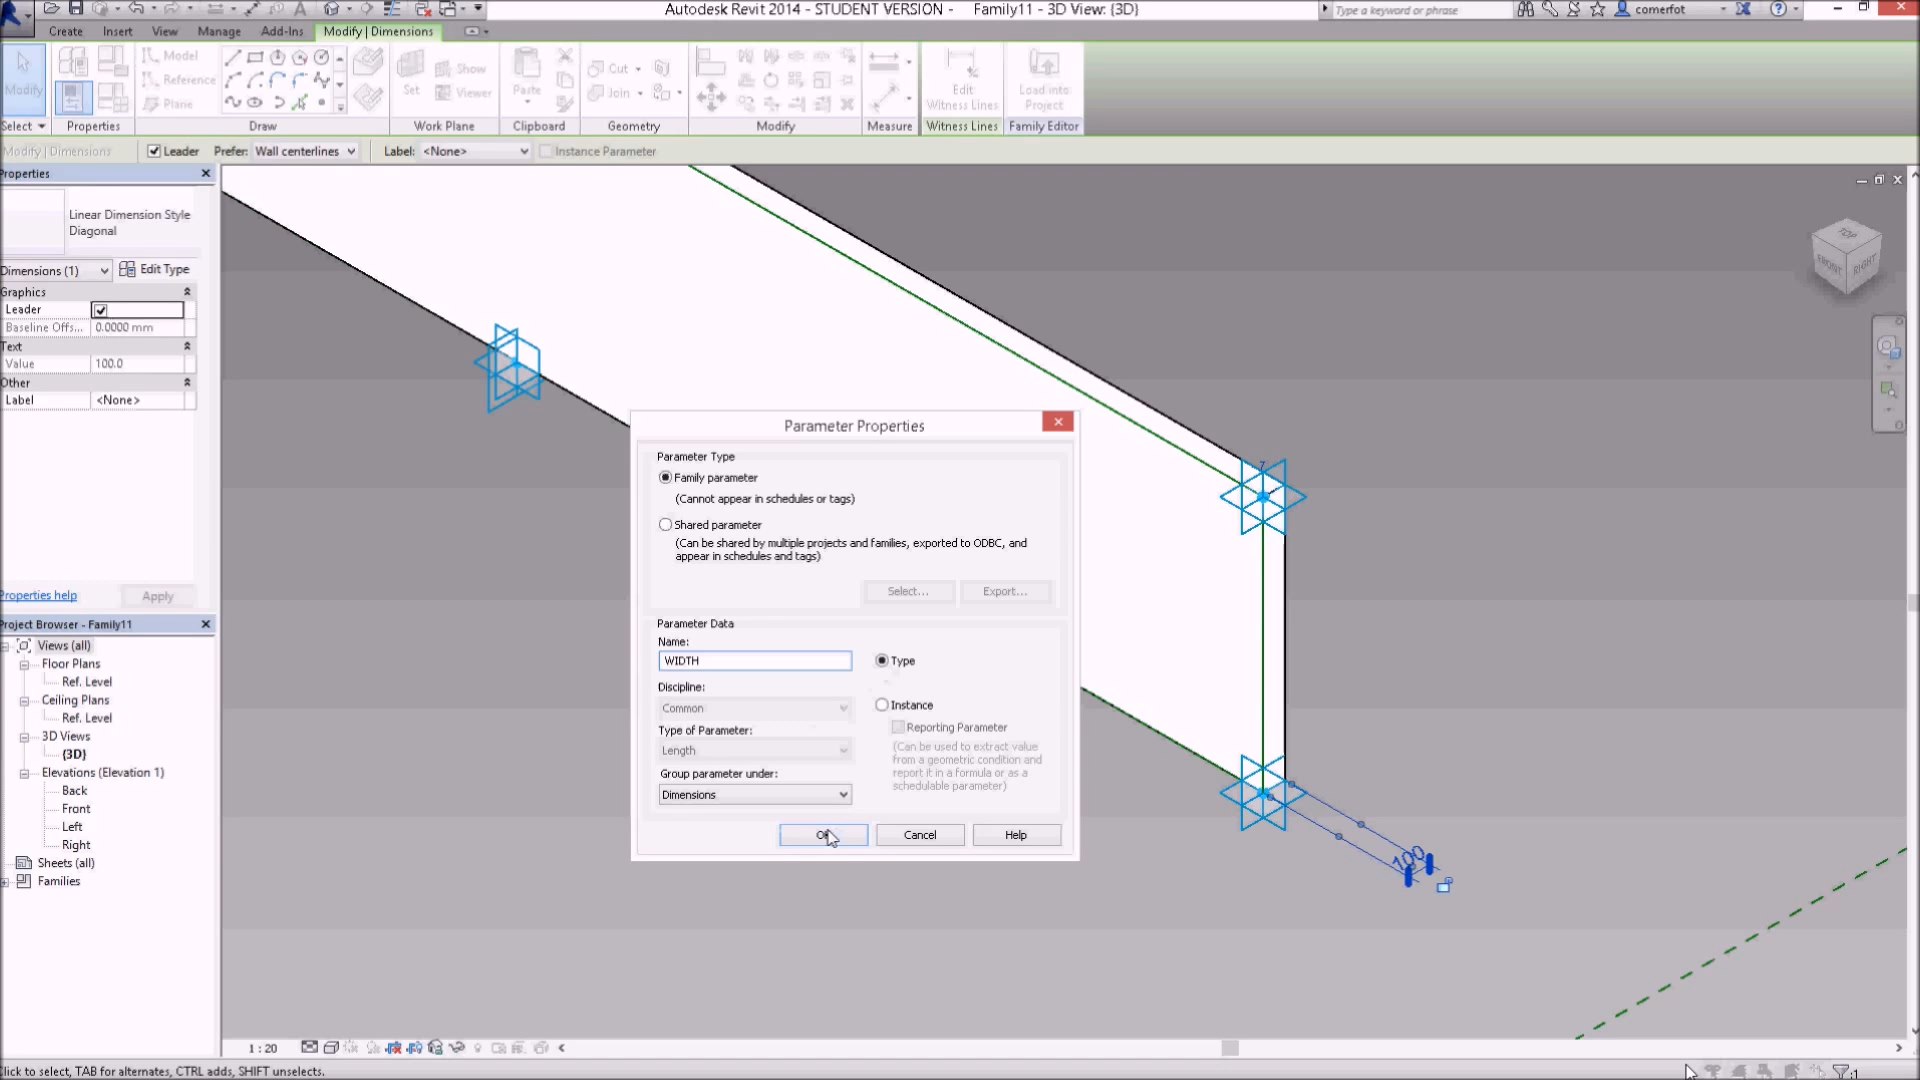 Autodesk Revit 2014 - STUDENT VERSION - Family11 - 3D View: {3D}
Type a keyword or phrase
comerfot
Create Insert View Manage Add-Ins Modify | Dimensions
Modify
Model
Reference
Plane
Set
Show
Viewer
Paste
Cut
Join
Edit
Witness Lines
Load into
Project
Select Properties Draw Work Plane Clipboard Geometry Modify Measure Witness Lines Family Editor
Modify | Dimensions Leader Prefer: Wall centerlines Label: <None> Instance Parameter
Properties
Linear Dimension Style
Diagonal
Dimensions (1) Edit Type
Graphics
Leader
Baseline Offs... 0.0000 mm
Text
Value 100.0
Other
Label <None>
Properties help Apply
Project Browser - Family11
Views (all)
Floor Plans
Ref. Level
Ceiling Plans
Ref. Level
3D Views
{3D}
Elevations (Elevation 1)
Back
Front
Left
Right
Sheets (all)
Families
TOP
FRONT RIGHT
Parameter Properties
Parameter Type
Family parameter
(Cannot appear in schedules or tags)
Shared parameter
(Can be shared by multiple projects and families, exported to ODBC, and
appear in schedules and tags)
Select... Export...
Parameter Data
Name:
WIDTH
Type
Discipline:
Common
Instance
Reporting Parameter
Type of Parameter:
Length
(Can be used to extract value
from a geometric condition and
report it in a formula or as a
schedulable parameter)
Group parameter under:
Dimensions
OK Cancel Help
100
1 : 20
Click to select, TAB for alternates, CTRL adds, SHIFT unselects.
:1